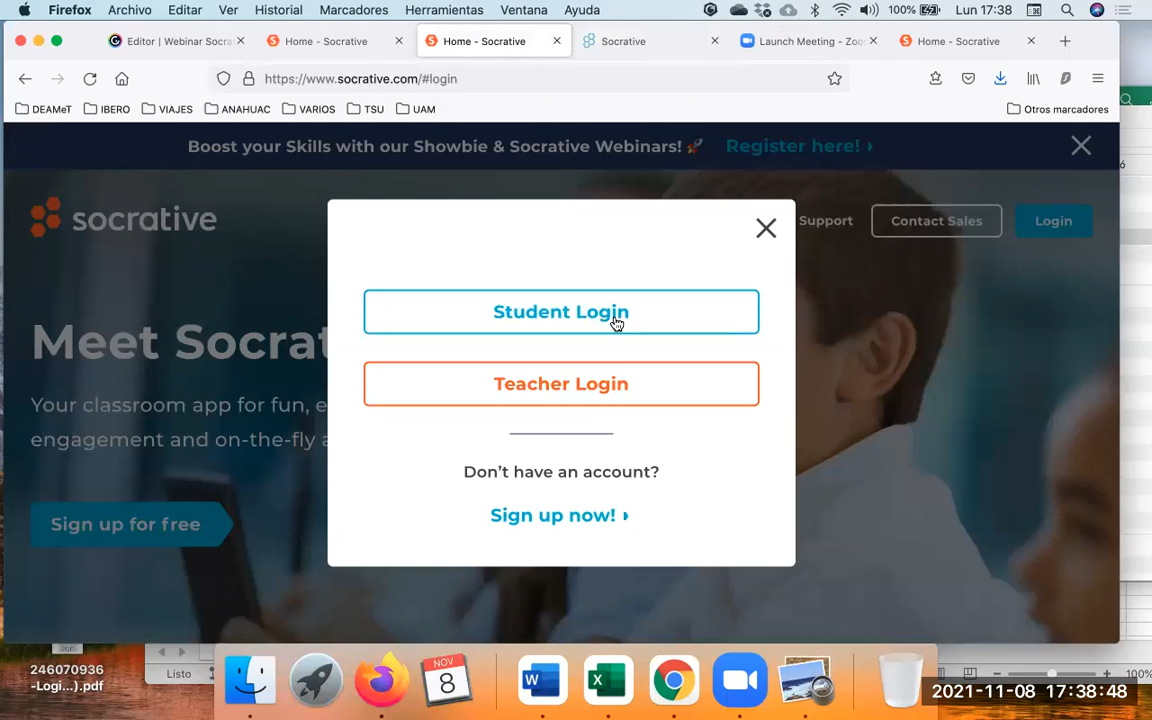 Firefox Archivo Editar Ver Historial Marcadores Herramientas Ventana Ayuda 100% Lun 17:38
Editor | Webinar Socra Home - Socrative Home - Socrative Socrative Launch Meeting - Zoo Home - Socrative
https://www.socrative.com/#login
DEAMeT IBERO VIAJES ANAHUAC VARIOS TSU UAM Otros marcadores
Boost your Skills with our Showbie & Socrative Webinars! 🚀 Register here!
socrative Support Contact Sales Login
Student Login
Meet Socrat
Teacher Login
Your classroom app for fun, e
engagement and on-the-fly a
Don't have an account?
Sign up now!
Sign up for free
246070936
-Logi...).pdf
Listo
100%
NOV
8
2021-11-08 17:38:48